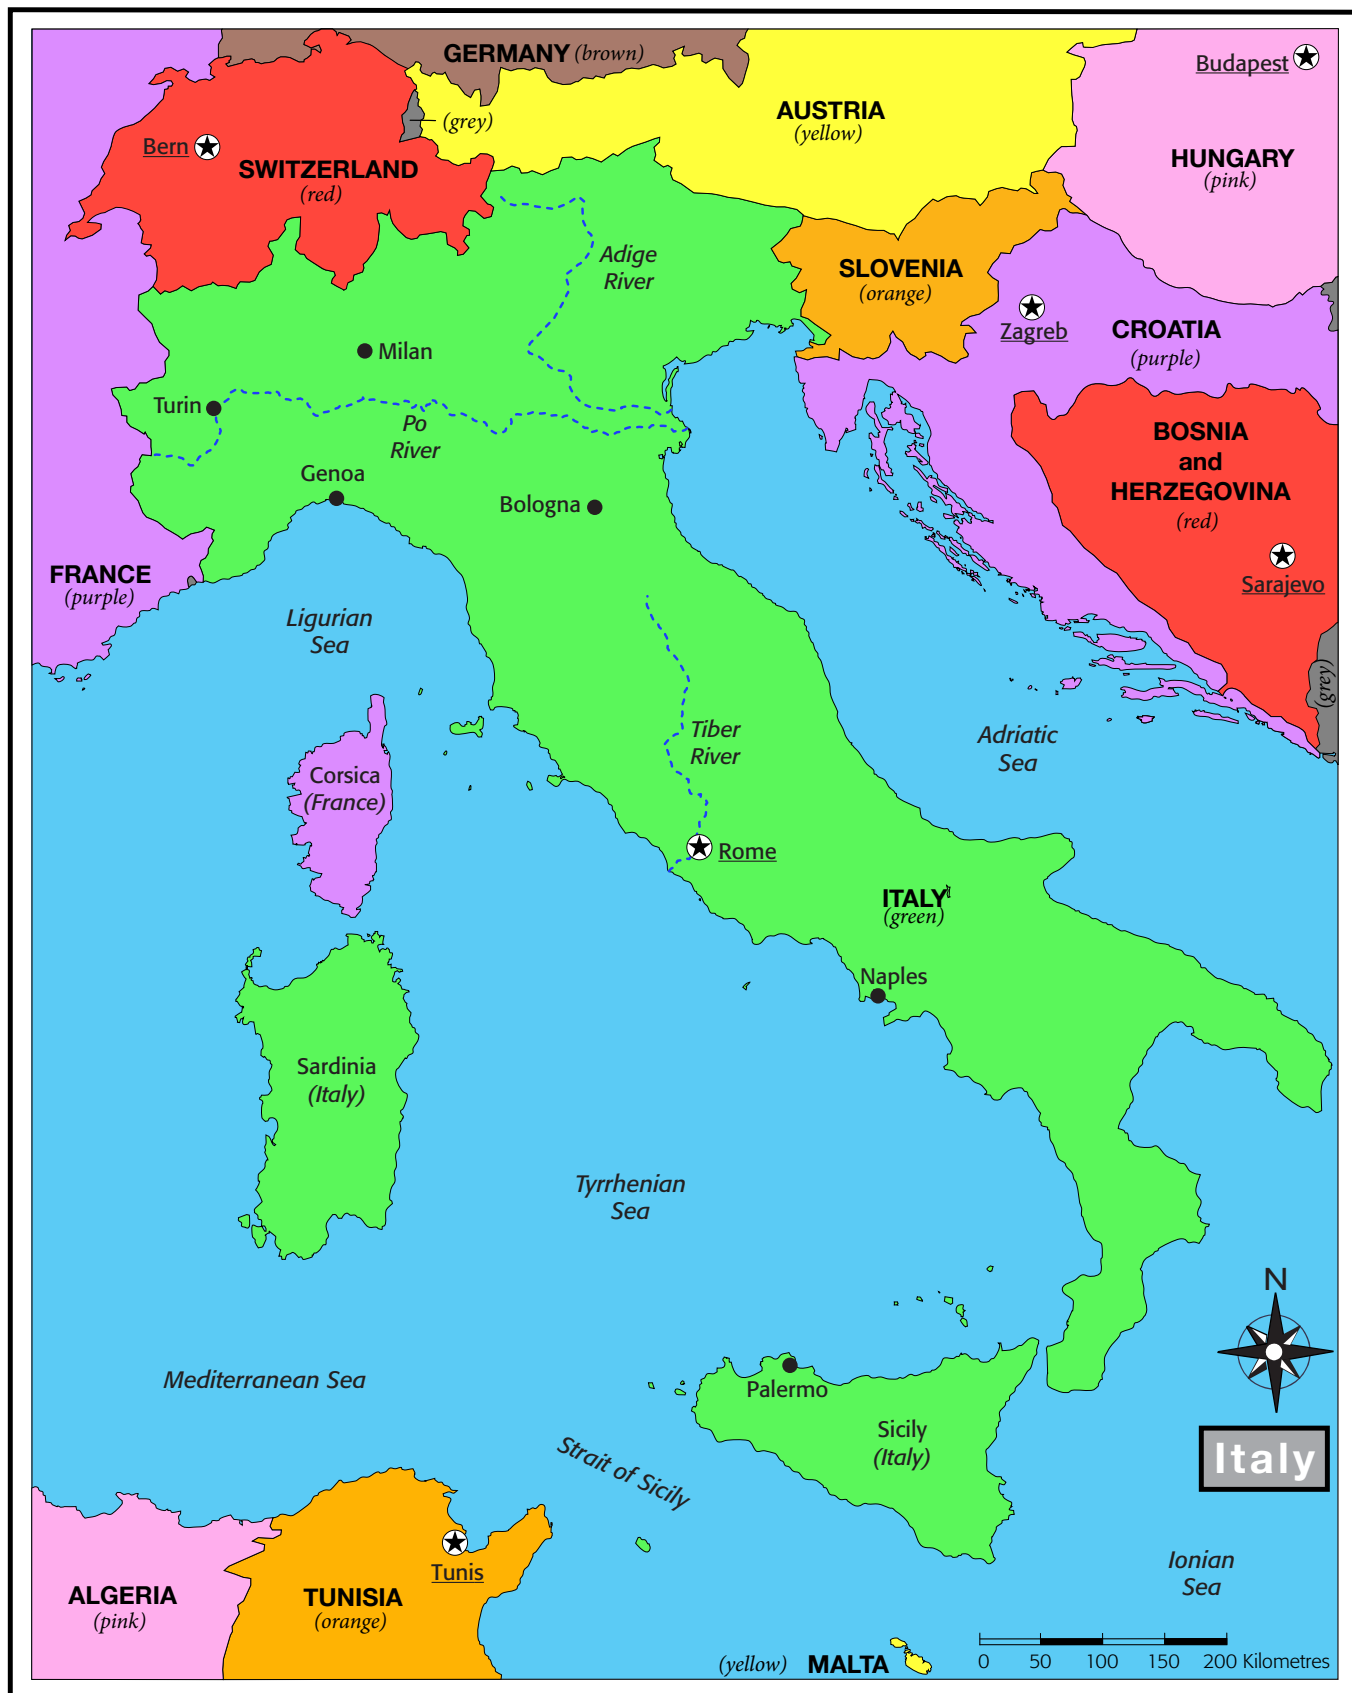 GERMANY (brown)
Budapest
AUSTRIA
(yellow)
(grey)
Bern
SWITZERLAND
(red)
HUNGARY
(pink)
Adige
River
SLOVENIA
(orange)
Zagreb
CROATIA
(purple)
Milan
Turin
Po
River
BOSNIA
and
HERZEGOVINA
(red)
Genoa
Bologna
FRANCE
(purple)
Sarajevo
Ligurian
Sea
(grey)
Tiber
River
Adriatic
Sea
Corsica
(France)
Rome
ITALY
(green)
Naples
Sardinia
(Italy)
Tyrrhenian
Sea
N
Mediterranean Sea
Palermo
Sicily
(Italy)
Strait of Sicily
Italy
Tunis
Ionian
Sea
ALGERIA
(pink)
TUNISIA
(orange)
(yellow) MALTA
0 50 100 150 200 Kilometres